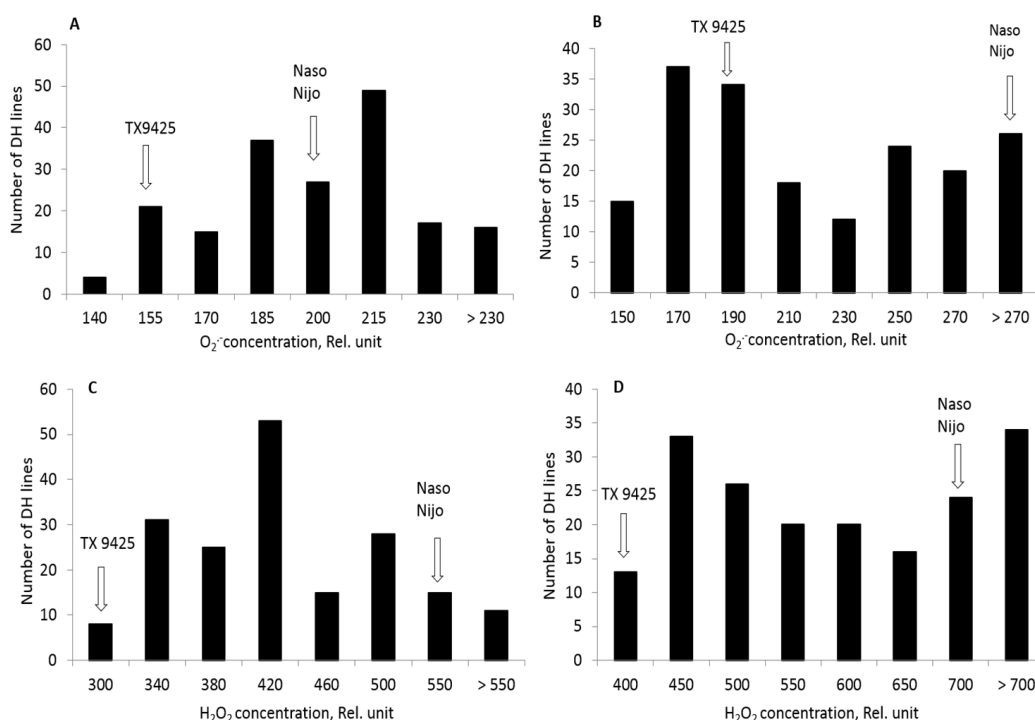 A
Number of DH lines
60
50
40
30
20
10
0
TX9425
Naso
Nijo
140 155 170 185 200 215 230 > 230
O₂·⁻concentration, Rel. unit
B
Number of DH lines
40
35
30
25
20
15
10
5
0
TX 9425
Naso
Nijo
150 170 190 210 230 250 270 > 270
O₂·⁻concentration, Rel. unit
C
Number of DH lines
60
50
40
30
20
10
0
TX 9425
Naso
Nijo
300 340 380 420 460 500 550 > 550
H₂O₂ concentration, Rel. unit
D
Number of DH lines
40
35
30
25
20
15
10
5
0
TX 9425
Naso
Nijo
400 450 500 550 600 650 700 > 700
H₂O₂ concentration, Rel. unit